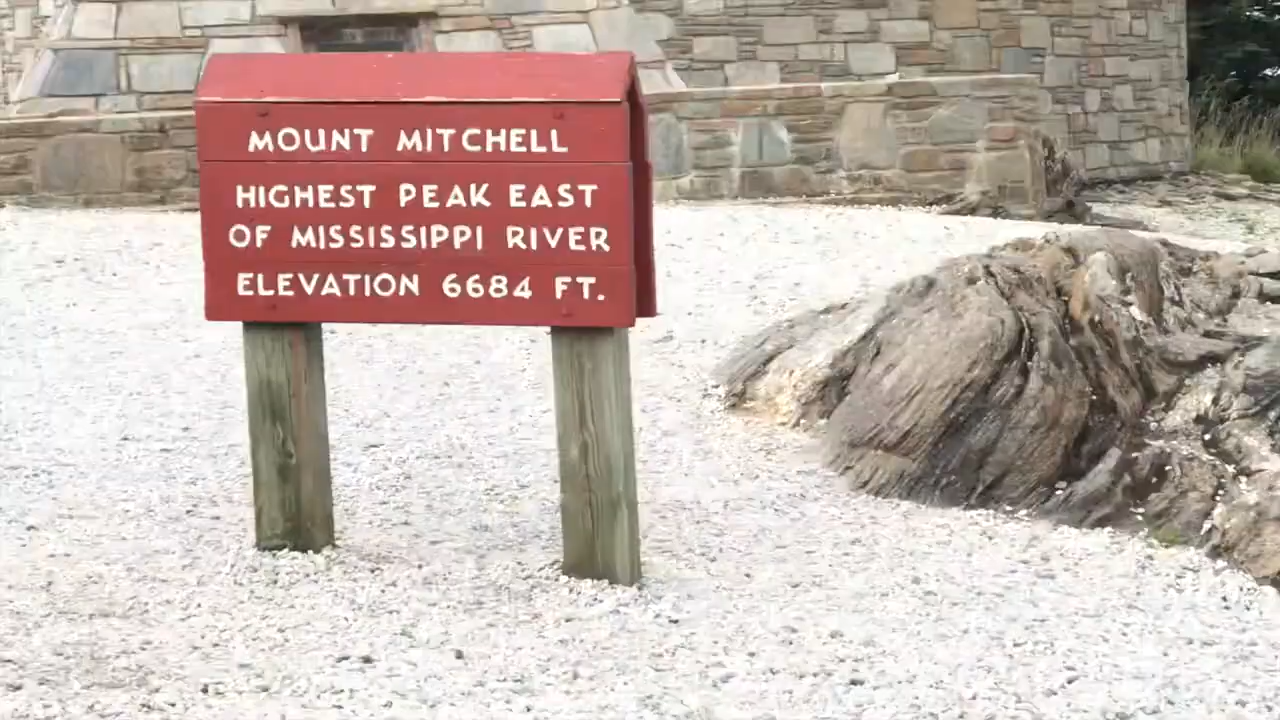 MOUNT MITCHELL
HIGHEST PEAK EAST
OF MISSISSIPPI RIVER
ELEVATION 6684 FT.